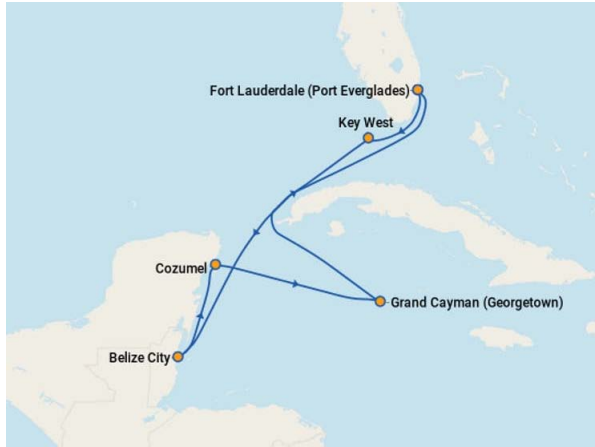 Fort Lauderdale (Port Everglades)
Key West
Cozumel
Grand Cayman (Georgetown)
Belize City